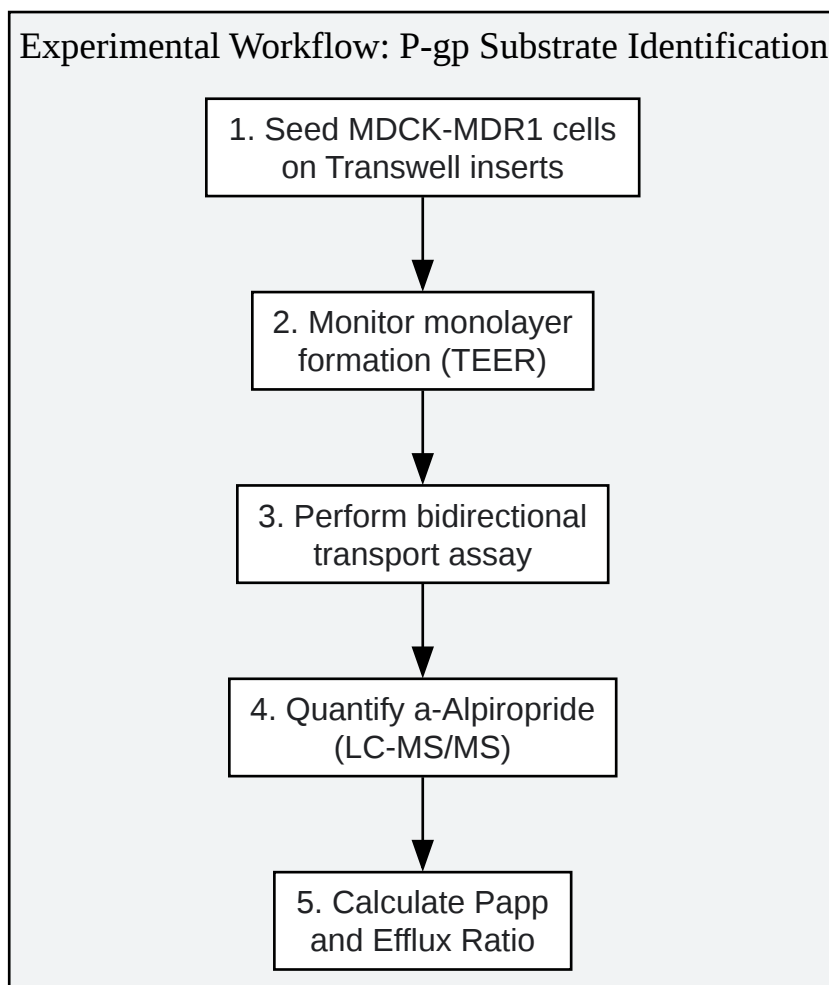 Experimental Workflow: P-gp Substrate Identification
1. Seed MDCK-MDR1 cells
on Transwell inserts
2. Monitor monolayer
formation (TEER)
3. Perform bidirectional
transport assay
4. Quantify a-Alpiropride
(LC-MS/MS)
5. Calculate Papp
and Efflux Ratio